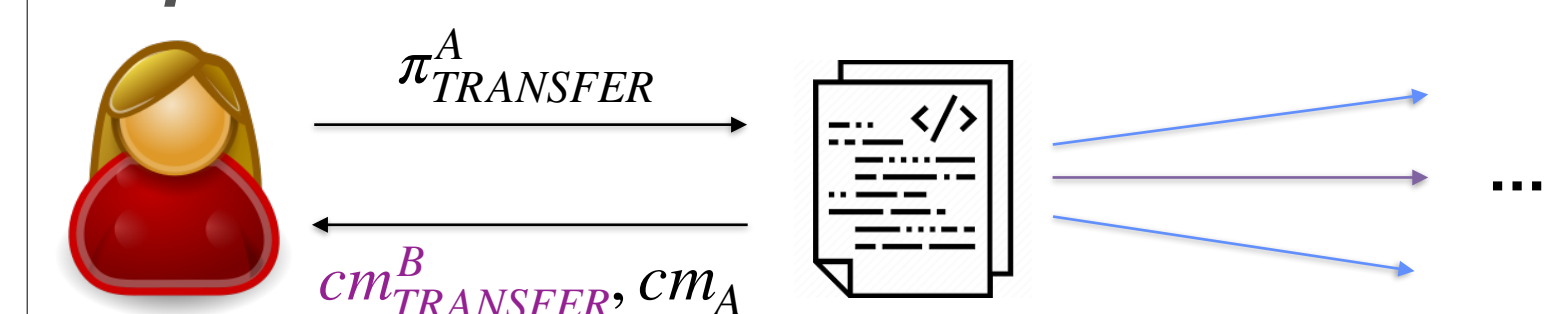 π^A_TRANSFER
</>
cm^B_TRANSFER, cm_A
...